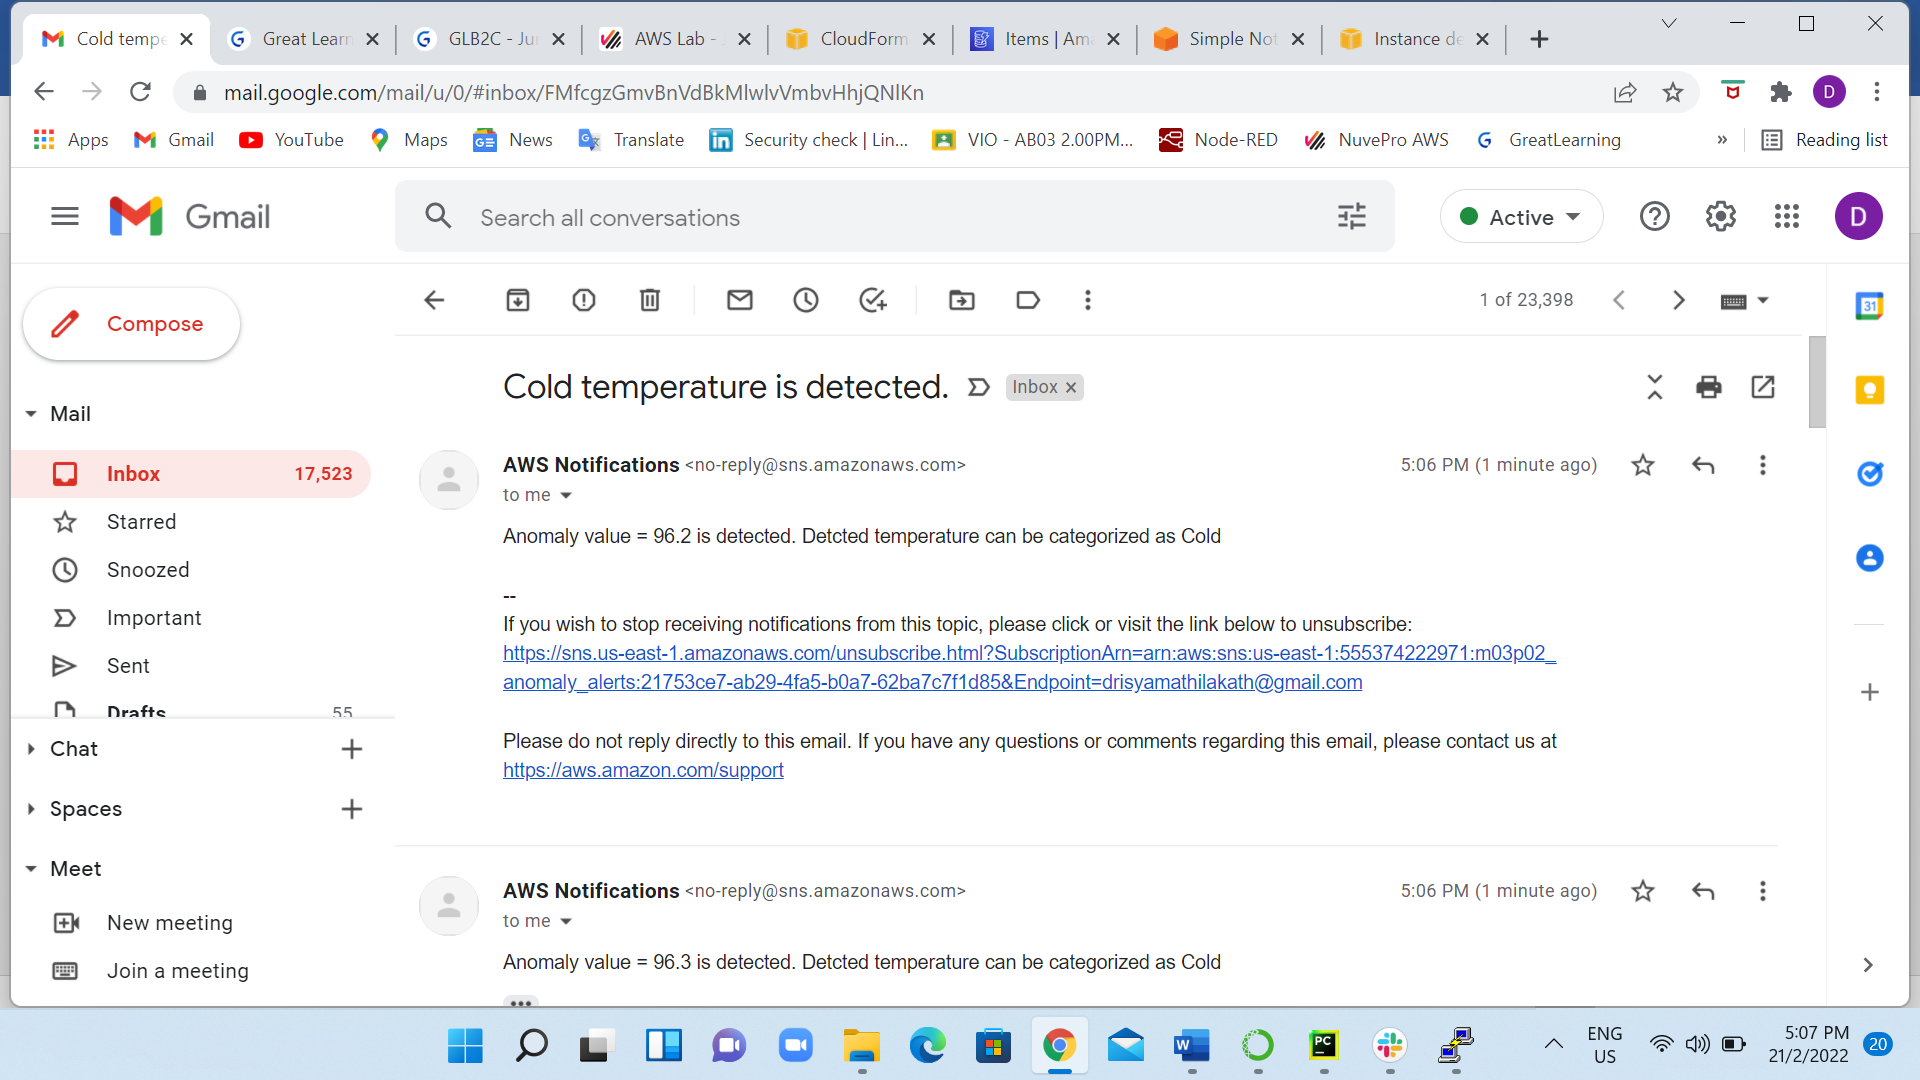 Cold tempe
Great Learn
GLB2C - Ju
AWS Lab -
CloudForm
Items | Ama
Simple Not
Instance de
mail.google.com/mail/u/0/#inbox/FMfcgzGmvBnVdBkMlwlvVmbvHhjQNlKn
D
Apps
Gmail
YouTube
Maps
News
Translate
Security check | Lin...
VIO - AB03 2.00PM...
Node-RED
NuvePro AWS
GreatLearning
»
Reading list
Gmail
Search all conversations
Active
D
Compose
1 of 23,398
31
Mail
Cold temperature is detected.
Inbox
Inbox 17,523
AWS Notifications <no-reply@sns.amazonaws.com>
5:06 PM (1 minute ago)
to me
Starred
Anomaly value = 96.2 is detected. Detcted temperature can be categorized as Cold
Snoozed
--
Important
If you wish to stop receiving notifications from this topic, please click or visit the link below to unsubscribe:
https://sns.us-east-1.amazonaws.com/unsubscribe.html?SubscriptionArn=arn:aws:sns:us-east-1:555374222971:m03p02_
anomaly_alerts:21753ce7-ab29-4fa5-b0a7-62ba7c7f1d85&Endpoint=drisyamathilakath@gmail.com
Sent
Drafts 55
Chat
Please do not reply directly to this email. If you have any questions or comments regarding this email, please contact us at
https://aws.amazon.com/support
Spaces
Meet
AWS Notifications <no-reply@sns.amazonaws.com>
5:06 PM (1 minute ago)
to me
New meeting
Anomaly value = 96.3 is detected. Detcted temperature can be categorized as Cold
Join a meeting
W
PC
ENG
US
5:07 PM
21/2/2022
20